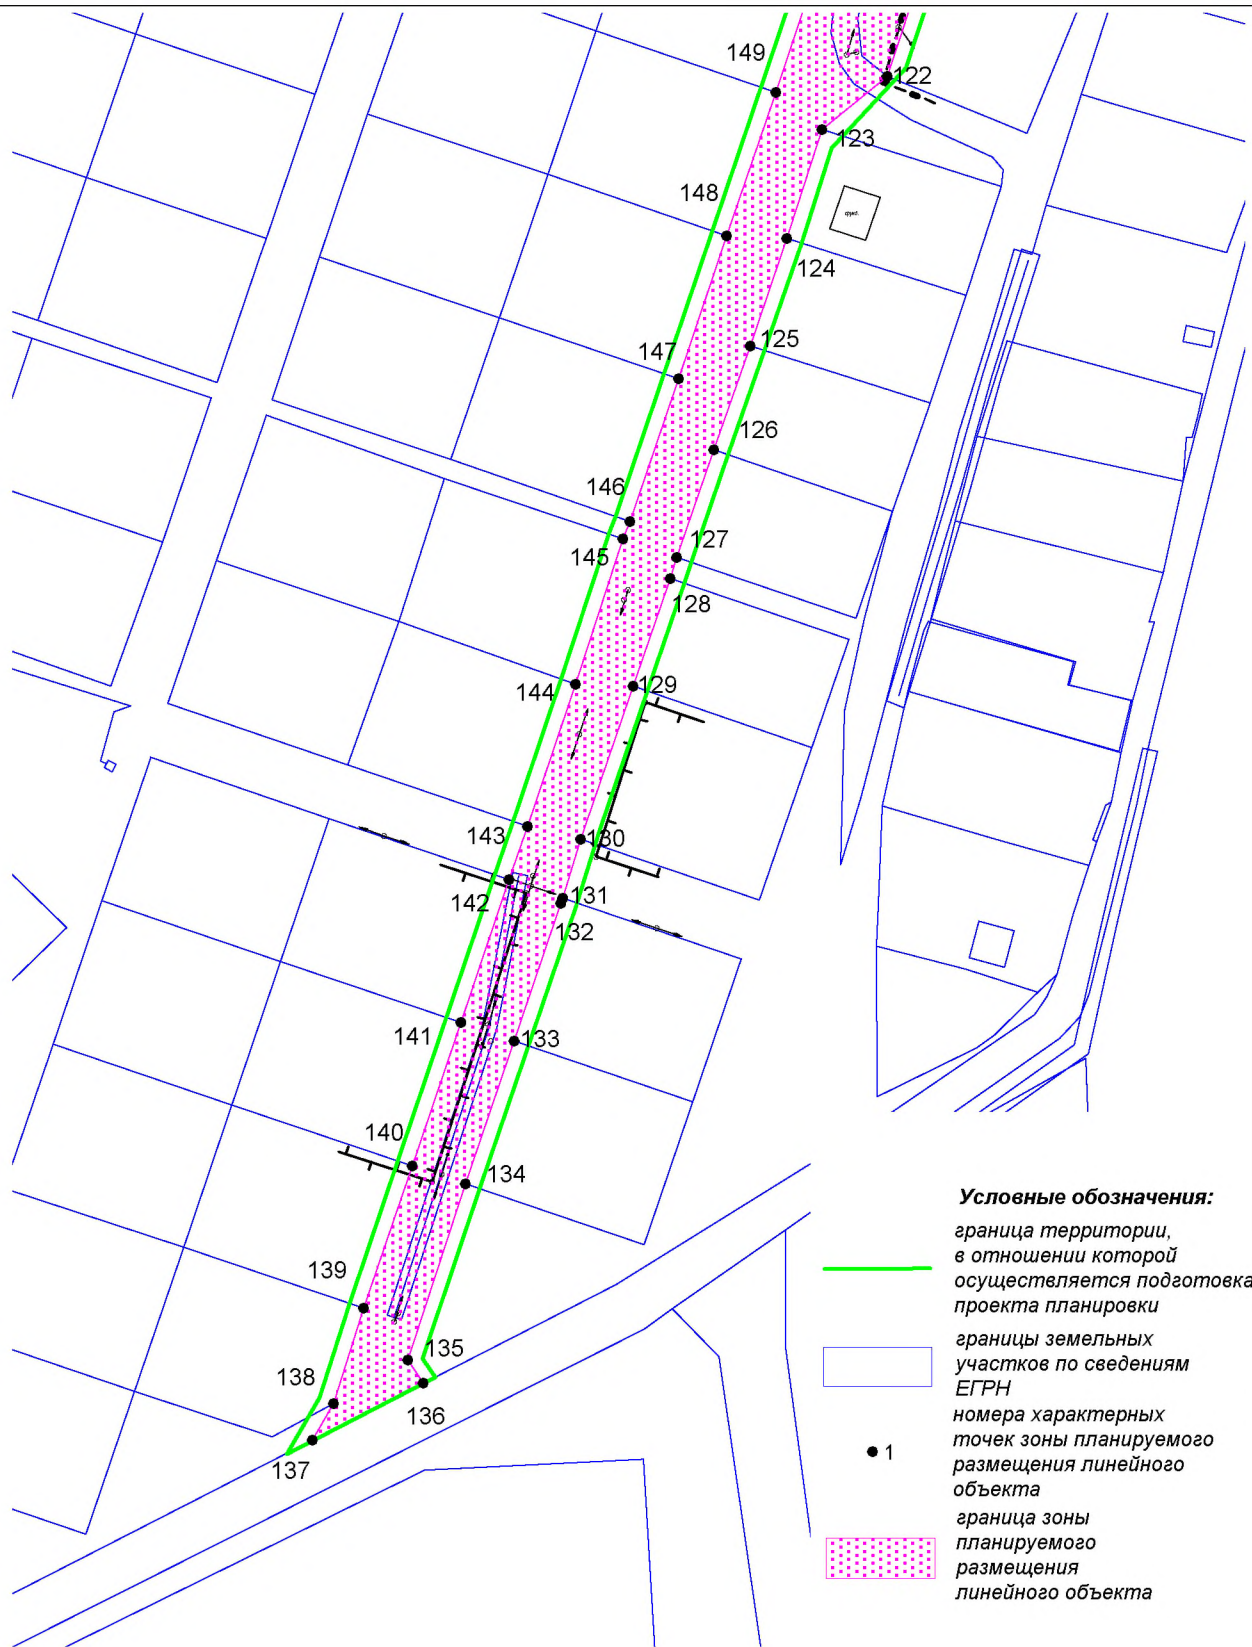 149
122
123
148
124
147
125
126
146
145
127
128
144
129
143
130
142
131
132
141
133
140
134
139
135
138
136
137
Условные обозначения:
граница территории,
в отношении которой
осуществляется подготовка
проекта планировки
границы земельных
участков по сведениям
ЕГРН
номера характерных
точек зоны планируемого
размещения линейного
объекта
1
граница зоны
планируемого
размещения
линейного объекта